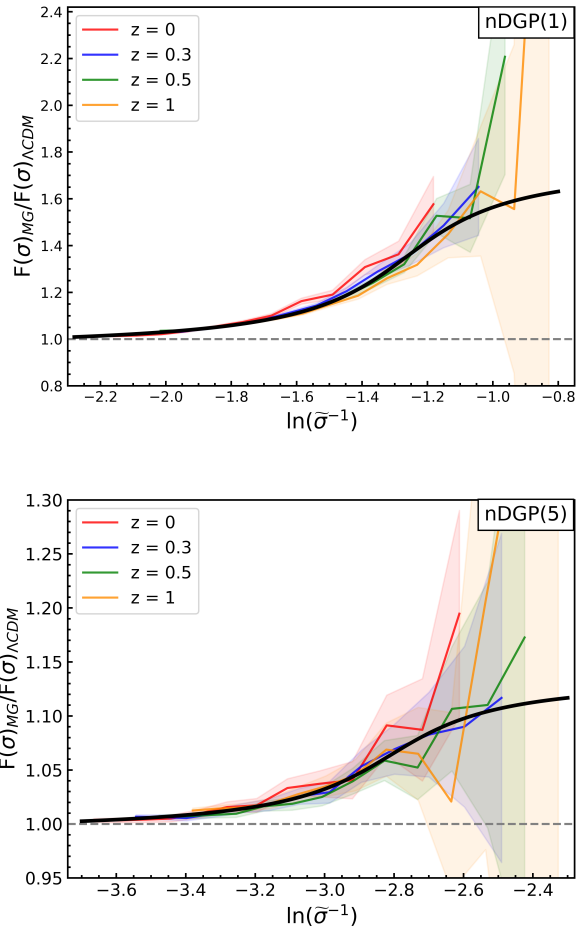 nDGP(1)
z = 0
z = 0.3
z = 0.5
z = 1
F(σ)MG/F(σ)ΛCDM
2.4
2.2
2.0
1.8
1.6
1.4
1.2
1.0
0.8
−2.2 −2.0 −1.8 −1.6 −1.4 −1.2 −1.0 −0.8
ln(σ̃⁻¹)
nDGP(5)
z = 0
z = 0.3
z = 0.5
z = 1
F(σ)MG/F(σ)ΛCDM
1.30
1.25
1.20
1.15
1.10
1.05
1.00
0.95
−3.6 −3.4 −3.2 −3.0 −2.8 −2.6 −2.4
ln(σ̃⁻¹)